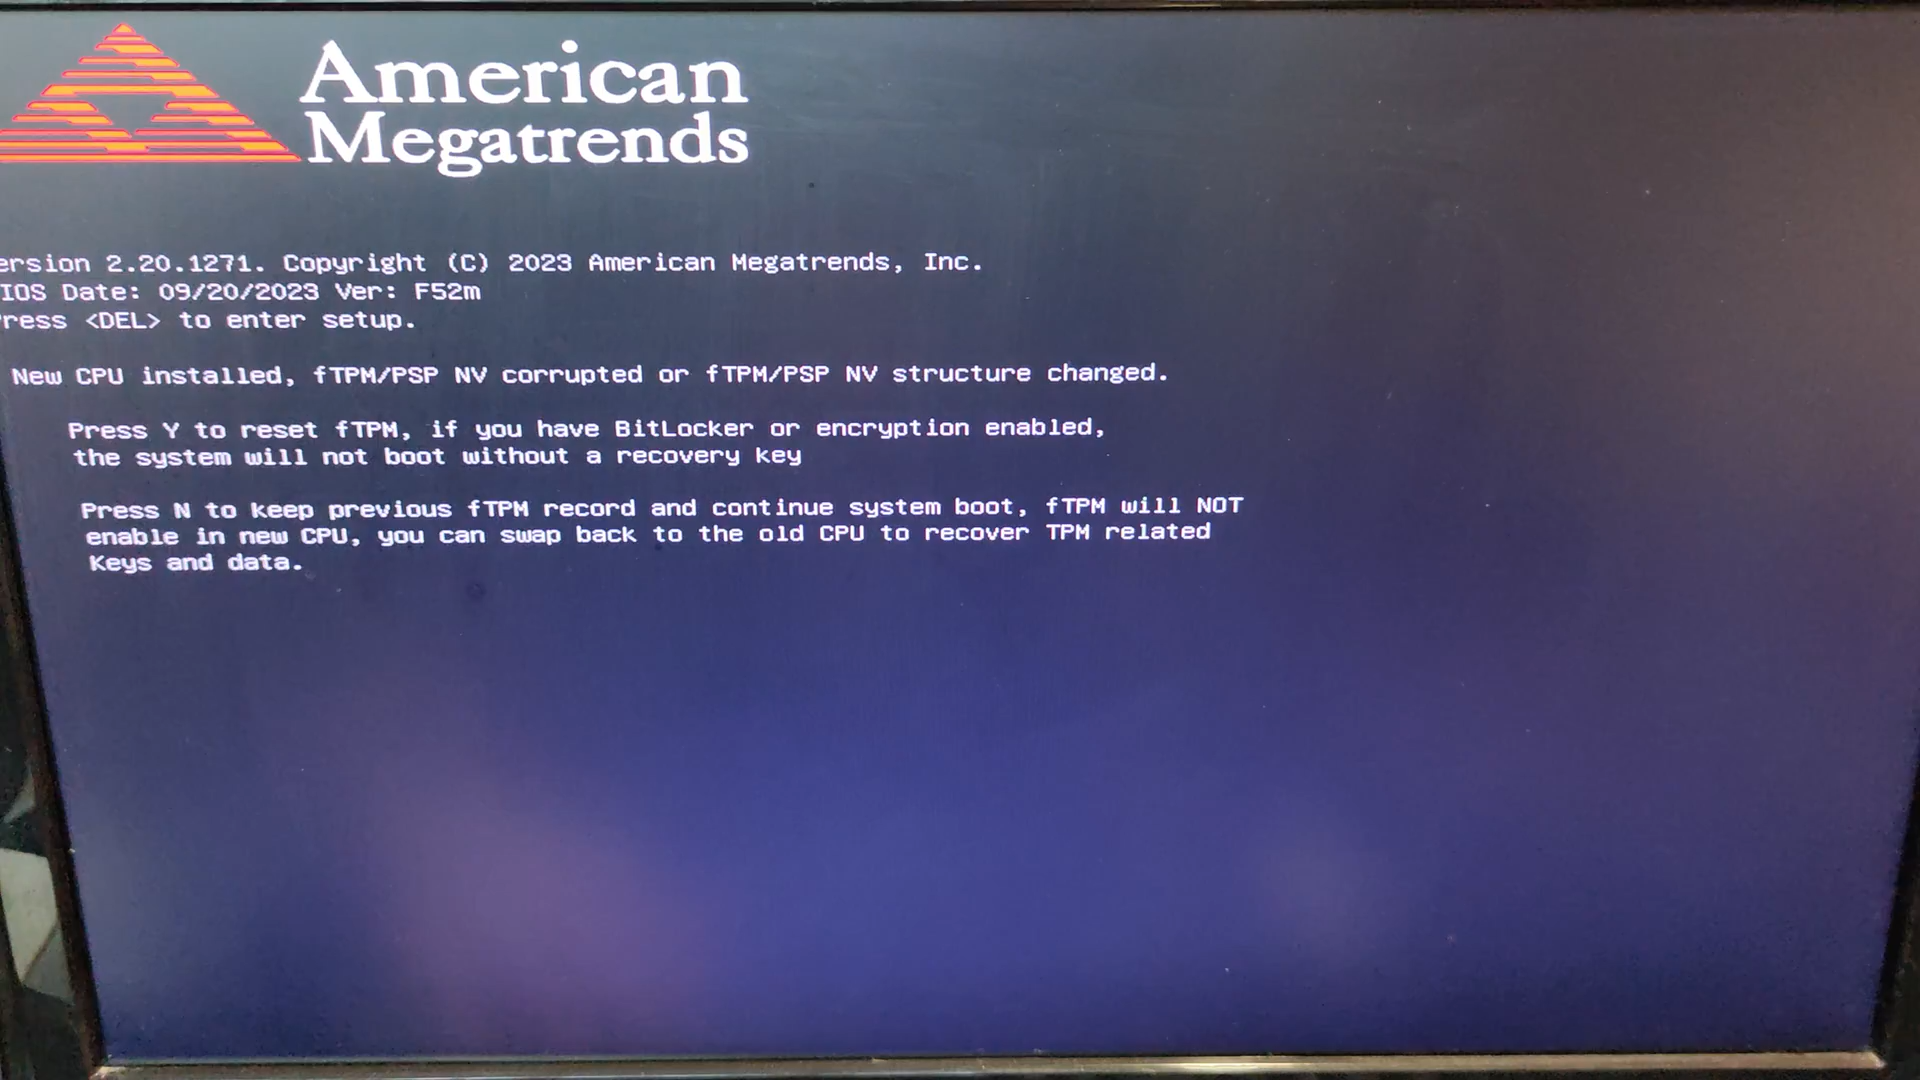 American
Megatrends
ersion 2.20.1271. Copyright (C) 2023 American Megatrends, Inc.
IOS Date: 09/20/2023 Ver: F52m
ress <DEL> to enter setup.
New CPU installed, fTPM/PSP NV corrupted or fTPM/PSP NV structure changed.
Press Y to reset fTPM, if you have BitLocker or encryption enabled,
the system will not boot without a recovery key
Press N to keep previous fTPM record and continue system boot, fTPM will NOT
enable in new CPU, you can swap back to the old CPU to recover TPM related
Keys and data.